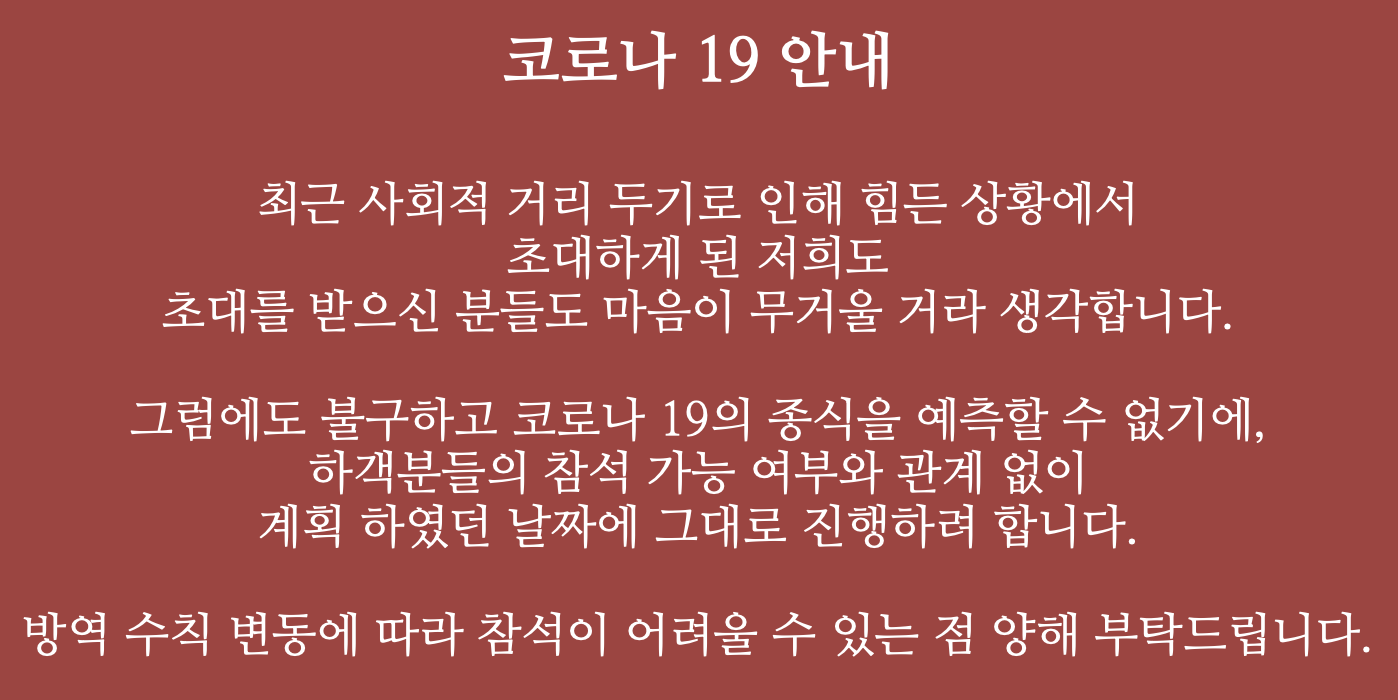 코로나 19 안내
최근 사회적 거리 두기로 인해 힘든 상황에서
초대하게 된 저희도
초대를 받으신 분들도 마음이 무거울 거라 생각합니다.
그럼에도 불구하고 코로나 19의 종식을 예측할 수 없기에,
하객분들의 참석 가능 여부와 관계 없이
계획 하였던 날짜에 그대로 진행하려 합니다.
방역 수칙 변동에 따라 참석이 어려울 수 있는 점 양해 부탁드립니다.